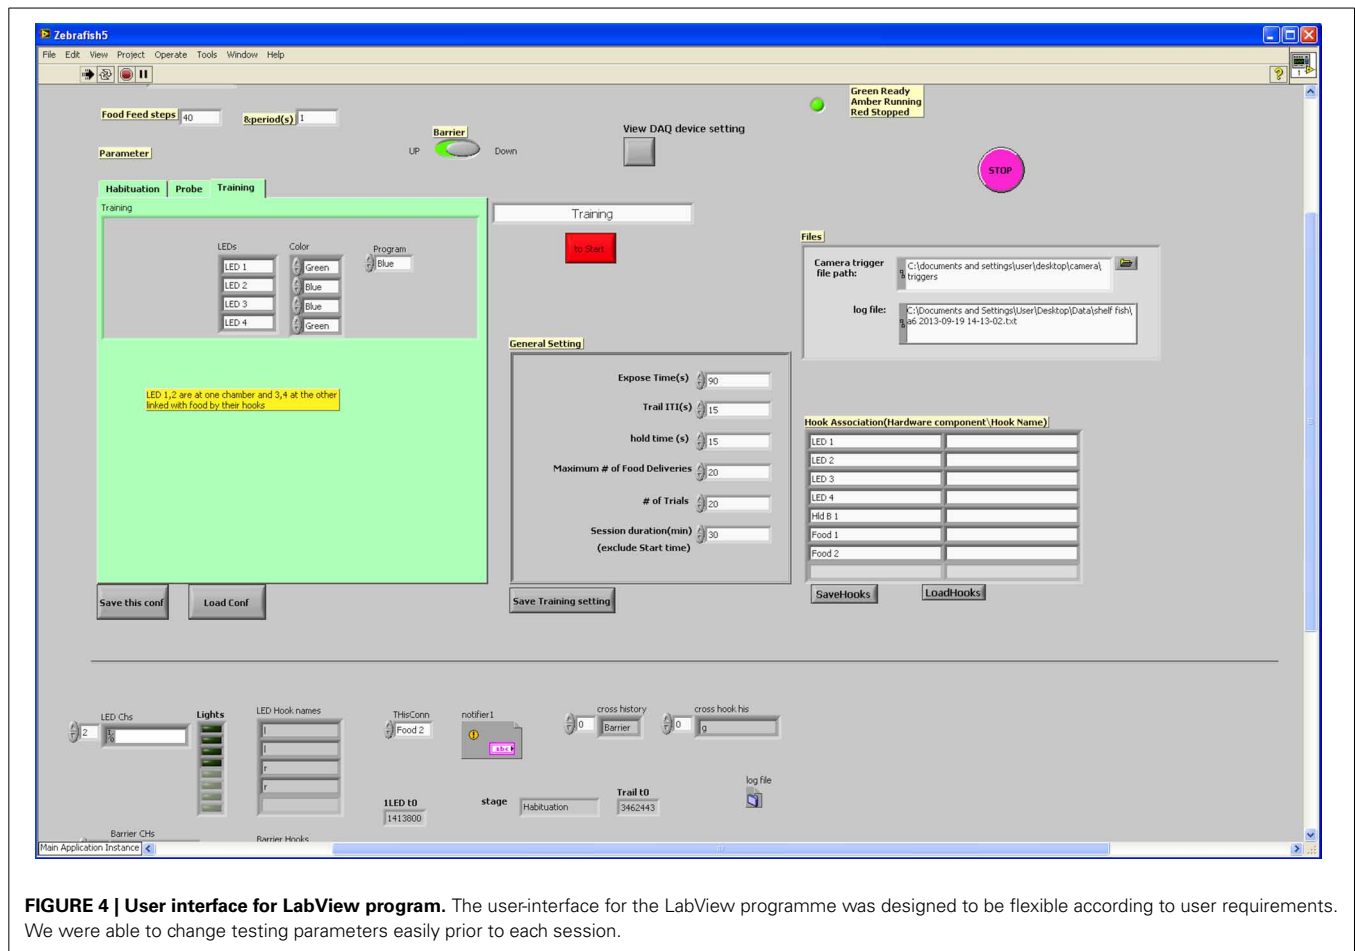 Zebrafish5
File Edit View Project Operate Tools Window Help
Food Feed steps 40 &period(s) 1
Green Ready
Amber Running
Red Stopped
Barrier
UP Down
View DAQ device setting
STOP
Parameter
Habituation Probe Training
Training
LEDs Color Program
LED 1 Green Blue
LED 2 Blue
LED 3 Blue
LED 4 Green
LED 1,2 are at one chamber and 3,4 at the other
linked with food by their hooks
Save this conf Load Conf
Training
to Start
General Setting
Expose Time(s) 90
Trail ITI(s) 15
hold time (s) 15
Maximum # of Food Deliveries 20
# of Trials 20
Session duration(min) 30
(exclude Start time)
Save Training setting
Files
Camera trigger
file path:
C:\documents and settings\user\desktop\camera\
triggers
log file:
C:\Documents and Settings\User\Desktop\Data\shelf fish\
a6 2013-09-19 14-13-02.txt
Hook Association(Hardware component\Hook Name)
LED 1
LED 2
LED 3
LED 4
Hld B 1
Food 1
Food 2
SaveHooks LoadHooks
LED Chs
2
Lights
LED Hook names
l
l
r
r
THisConn
Food 2
notifier1
abc
cross history
0 Barrier
cross hook his
0 g
log file
1LED t0
1413800
stage Habituation
Trail t0
3462443
Barrier CHs
Barrier Hooks
Main Application Instance
FIGURE 4 | User interface for LabView program. The user-interface for the LabView programme was designed to be flexible according to user requirements.
We were able to change testing parameters easily prior to each session.